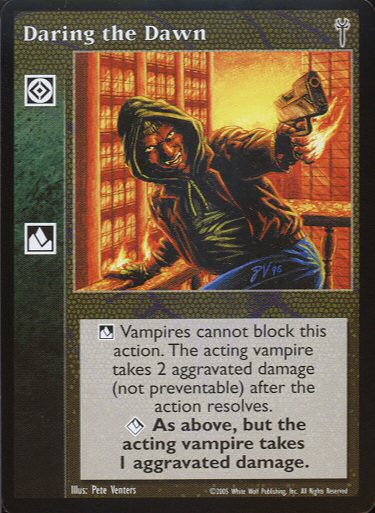 Daring the Dawn
PV 96
Vampires cannot block this
action. The acting vampire
takes 2 aggravated damage
(not preventable) after the
action resolves.
As above, but the
acting vampire takes
1 aggravated damage.
Illus: Pete Venters
©2005 White Wolf Publishing, Inc. All Rights Reserved